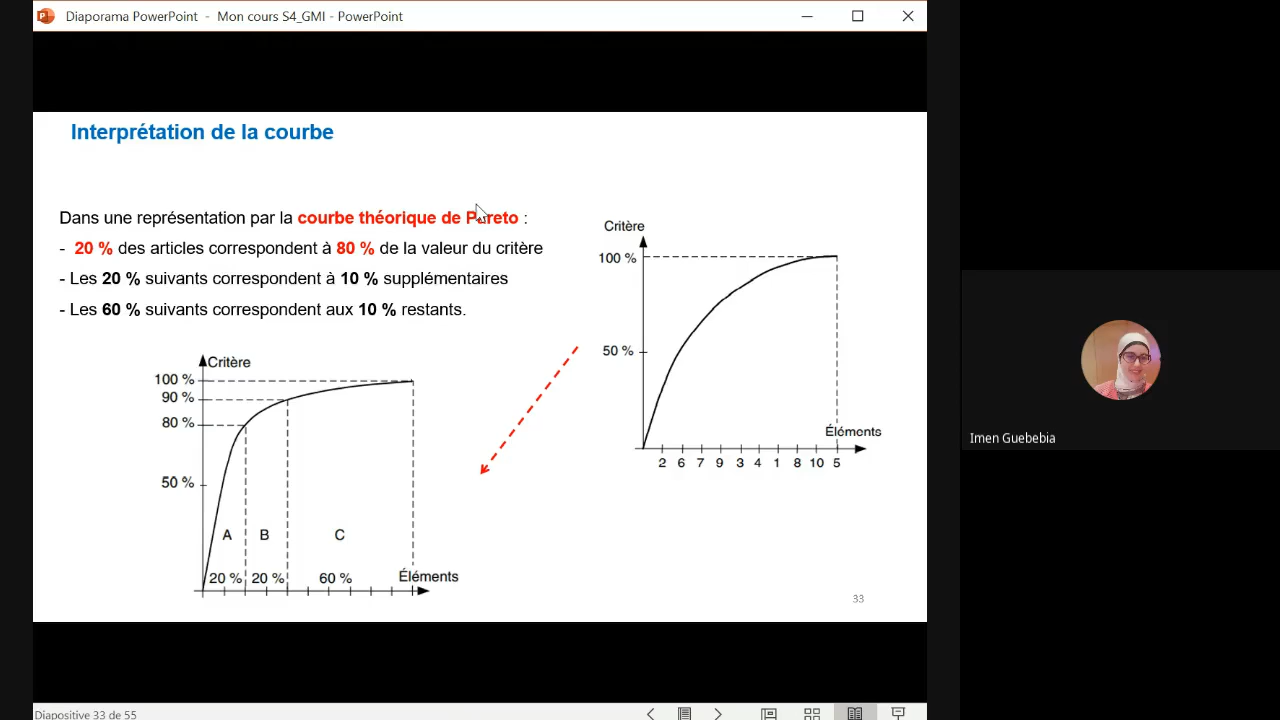 Diaporama PowerPoint - Mon cours S4_GMI - PowerPoint
Interprétation de la courbe
Dans une représentation par la courbe théorique de Pareto :
- 20 % des articles correspondent à 80 % de la valeur du critère
- Les 20 % suivants correspondent à 10 % supplémentaires
- Les 60 % suivants correspondent aux 10 % restants.
Critère
100 %
50 %
Éléments
2 6 7 9 3 4 1 8 10 5
Critère
100 %
90 %
80 %
50 %
A B C
20 % 20 % 60 %
Éléments
33
Imen Guebebia
Diapositive 33 de 55